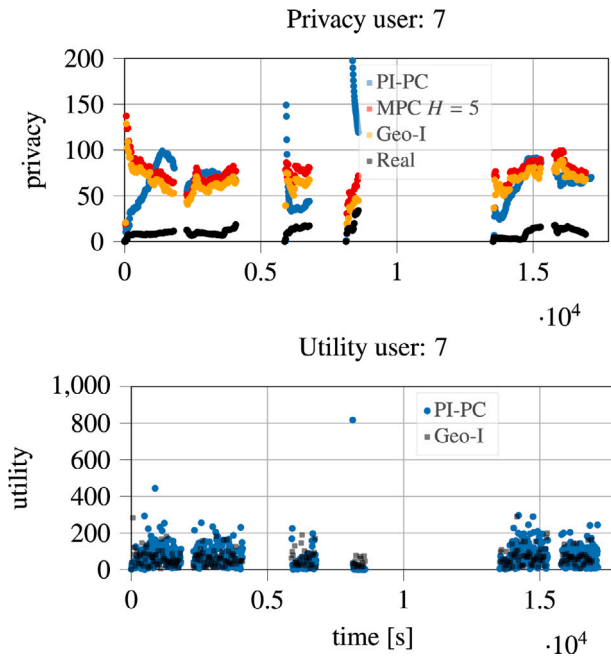 Privacy user: 7
200
150
100
50
0
privacy
PI-PC
MPC H = 5
Geo-I
Real
0 0.5 1 1.5
·10⁴
Utility user: 7
1,000
800
600
400
200
0
utility
PI-PC
Geo-I
0 0.5 1 1.5
time [s]
·10⁴